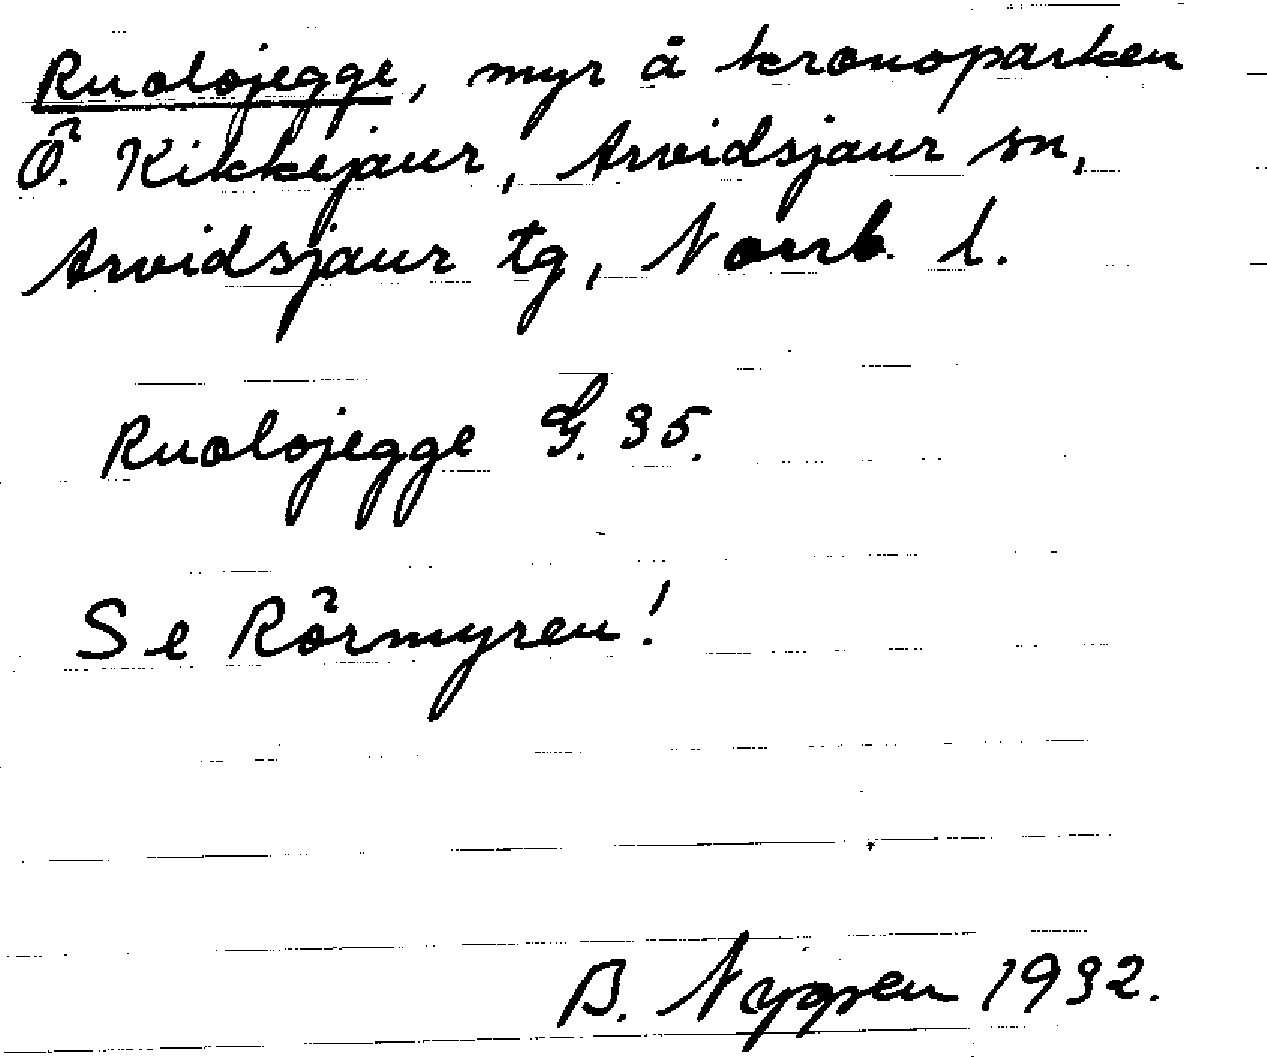 Ruolojegge, myr å kronoparken
Ö. Kikkejaur, Arvidsjaur sn,
Arvidsjaur tg, Norrb. l.
Ruolojegge G. 35.
Se Rörmyren!
B. Nygren 1932.